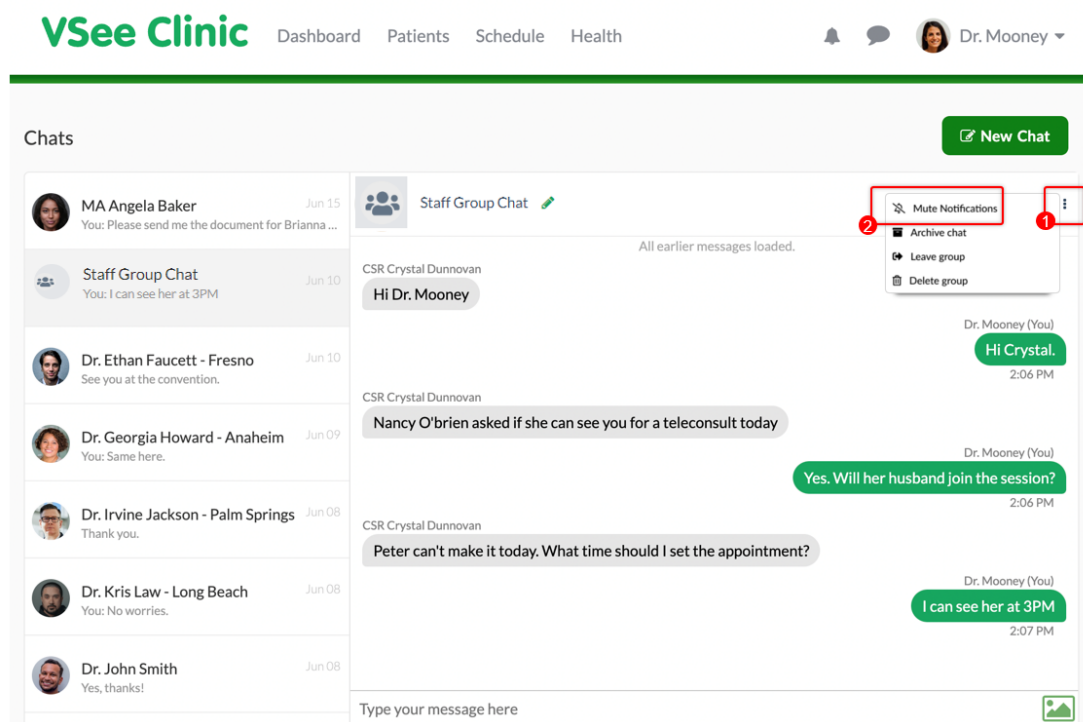 VSee Clinic Dashboard Patients Schedule Health Dr. Mooney
Chats
New Chat
MA Angela Baker Jun 15
You: Please send me the document for Brianna ...
Staff Group Chat Jun 10
You: I can see her at 3PM
Dr. Ethan Faucett - Fresno Jun 10
See you at the convention.
Dr. Georgia Howard - Anaheim Jun 09
You: Same here.
Dr. Irvine Jackson - Palm Springs Jun 08
Thank you.
Dr. Kris Law - Long Beach Jun 08
You: No worries.
Dr. John Smith Jun 08
Yes, thanks!
Staff Group Chat
1
2
Mute Notifications
Archive chat
Leave group
Delete group
All earlier messages loaded.
CSR Crystal Dunnovan
Hi Dr. Mooney
Dr. Mooney (You)
Hi Crystal.
2:06 PM
CSR Crystal Dunnovan
Nancy O'brien asked if she can see you for a teleconsult today
Dr. Mooney (You)
Yes. Will her husband join the session?
2:06 PM
CSR Crystal Dunnovan
Peter can't make it today. What time should I set the appointment?
Dr. Mooney (You)
I can see her at 3PM
2:07 PM
Type your message here